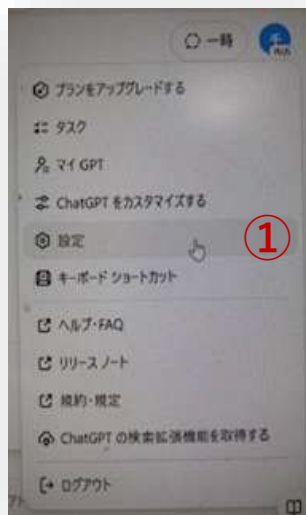 一時
プランをアップグレードする
タスク
マイ GPT
ChatGPT をカスタマイズする
設定
①
キーボード ショートカット
ヘルプ・FAQ
リリースノート
規約・規定
ChatGPT の検索拡張機能を取得する
ログアウト